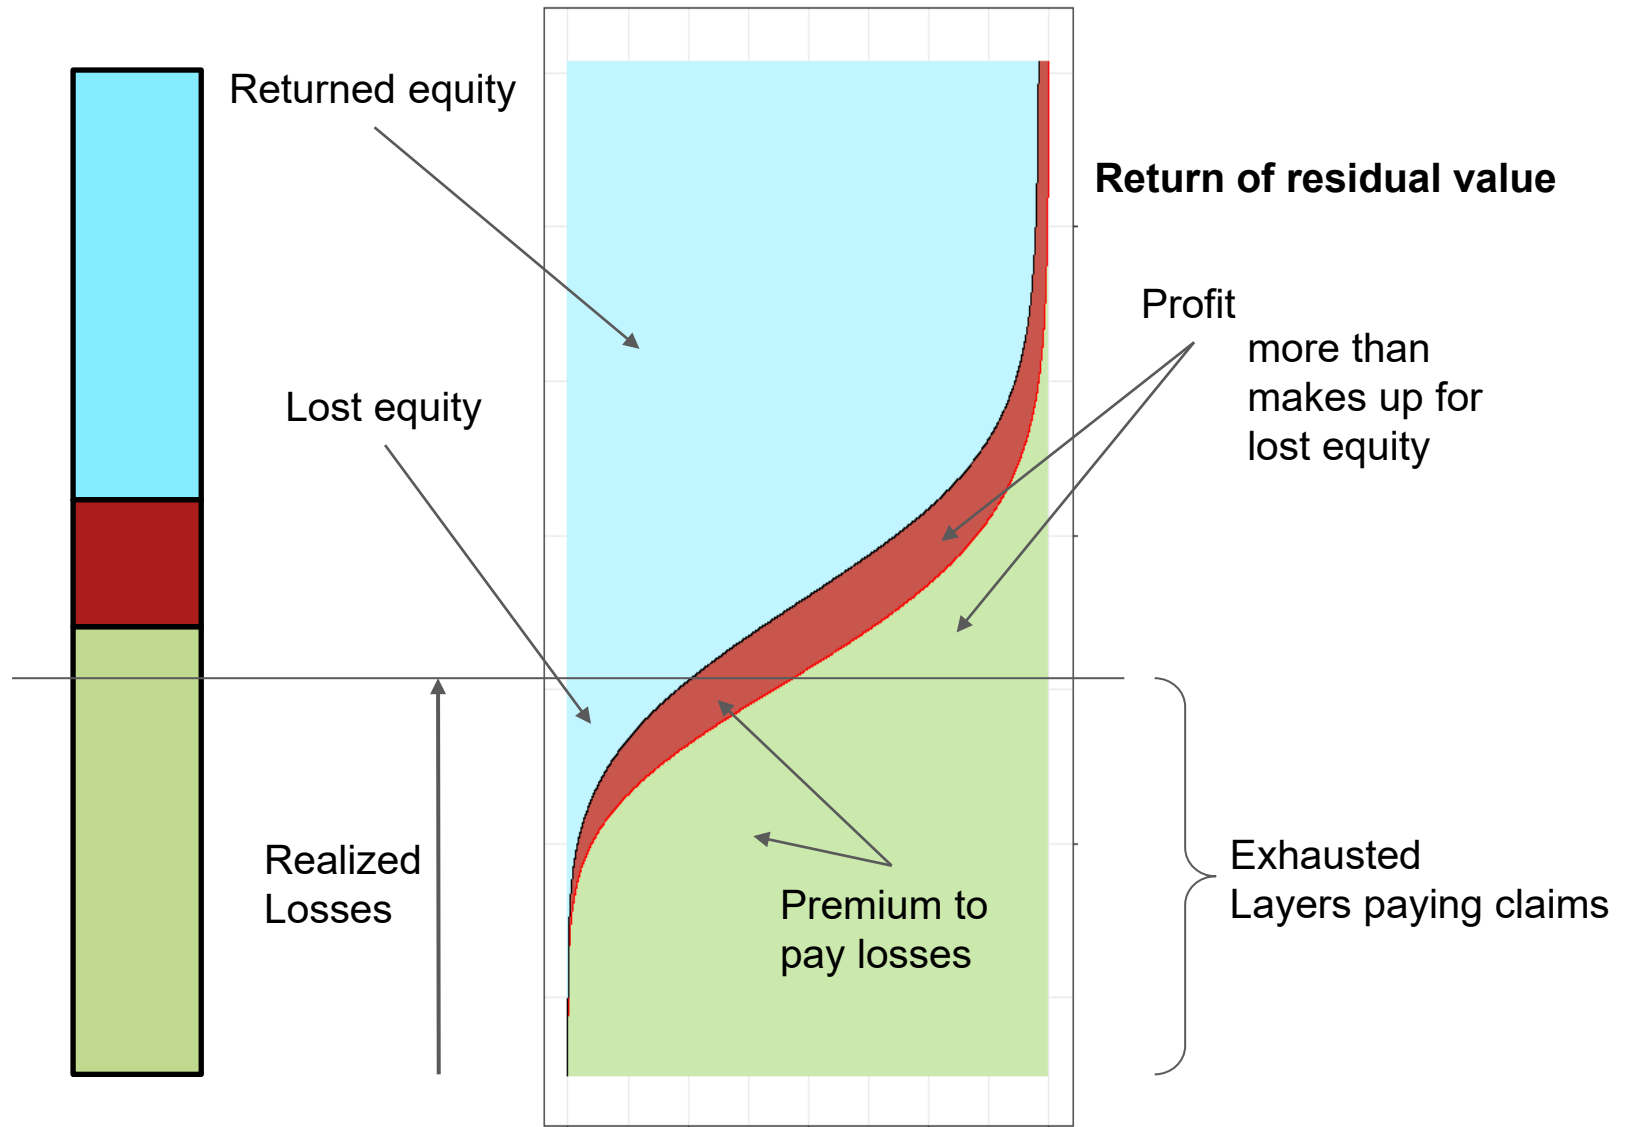 Returned equity
Return of residual value
Profit
more than
makes up for
lost equity
Lost equity
Realized
Losses
Premium to
pay losses
Exhausted
Layers paying claims